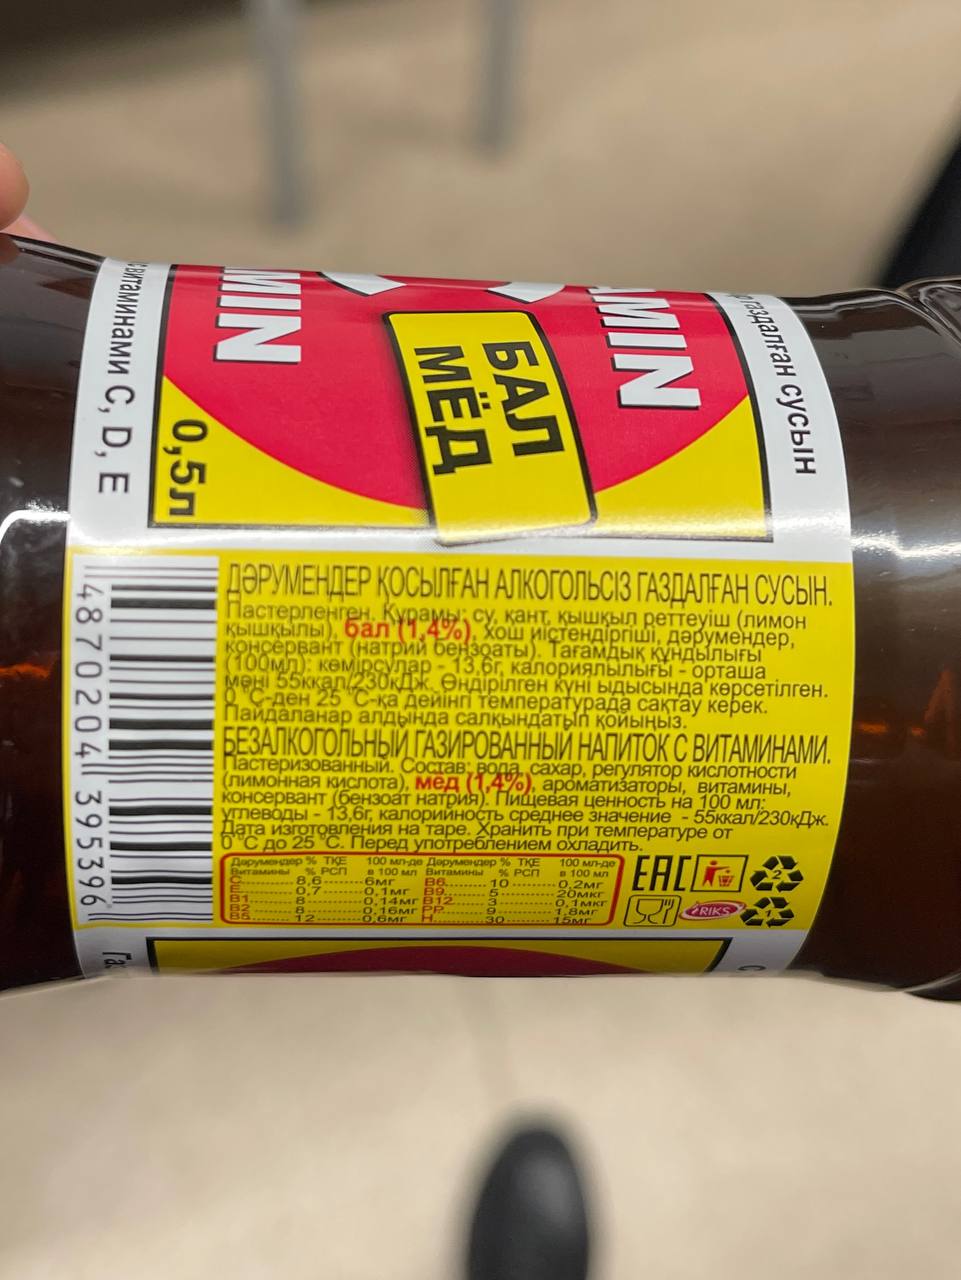 с витаминами C, D, E
MIN
AMIN
газдалған сусын
БАЛ
МЁД
0,5л
4870204 395396
ДӘРУМЕНДЕР ҚОСЫЛҒАН АЛКОГОЛЬСІЗ ГАЗДАЛҒАН СУСЫН.
Пастерленген. Құрамы: су, қант, қышқыл реттеуіш (лимон
қышқылы), бал (1,4%), хош иістендіргіші, дәрумендер,
консервант (натрий бензоаты). Тағамдық құндылығы
(100мл): көмірсулар - 13,6г, калориялылығы - орташа
мәні 55ккал/230кДж. Өндірілген күні ыдысында көрсетілген.
0 °С-ден 25 °С-қа дейінгі температурада сақтау керек.
Пайдаланар алдында салқындатып қойыңыз.
БЕЗАЛКОГОЛЬНЫЙ ГАЗИРОВАННЫЙ НАПИТОК С ВИТАМИНАМИ.
Пастеризованный. Состав: вода, сахар, регулятор кислотности
(лимонная кислота), мёд (1,4%), ароматизаторы, витамины,
консервант (бензоат натрия). Пищевая ценность на 100 мл:
углеводы - 13,6г, калорийность среднее значение - 55ккал/230кДж.
Дата изготовления на таре. Хранить при температуре от
0 °С до 25 °С. Перед употреблением охладить.
Дәрумендер % ТҚЕ 100 мл-де Дәрумендер % ТҚЕ 100 мл-де
Витамины % РСП в 100 мл Витамины % РСП в 100 мл
C 8,6 6мг B6 10 0,2мг
E 0,7 0,1мг B9 5 20мкг
B1 8 0,14мг B12 3 0,1мкг
B2 8 0,16мг PP 9 1,8мг
B5 12 0,6мг H 30 15мг
EAC
2
RIKS
1